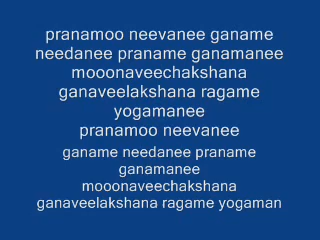 pranamoo neevanee ganame
needanee praname ganamanee
mooonaveechakshana
ganaveelakshana ragame
yogamanee
pranamoo neevanee
ganame needanee praname
ganamanee
mooonaveechakshana
ganaveelakshana ragame yogaman